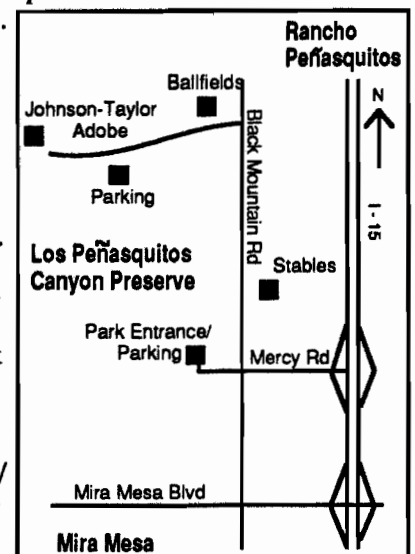 Rancho
Peñasquitos
Ballfields
Johnson-Taylor
Adobe
N
Black Mountain Rd
Parking
I-15
Los Peñasquitos
Canyon Preserve
Stables
Park Entrance/
Parking
Mercy Rd
Mira Mesa Blvd
Mira Mesa